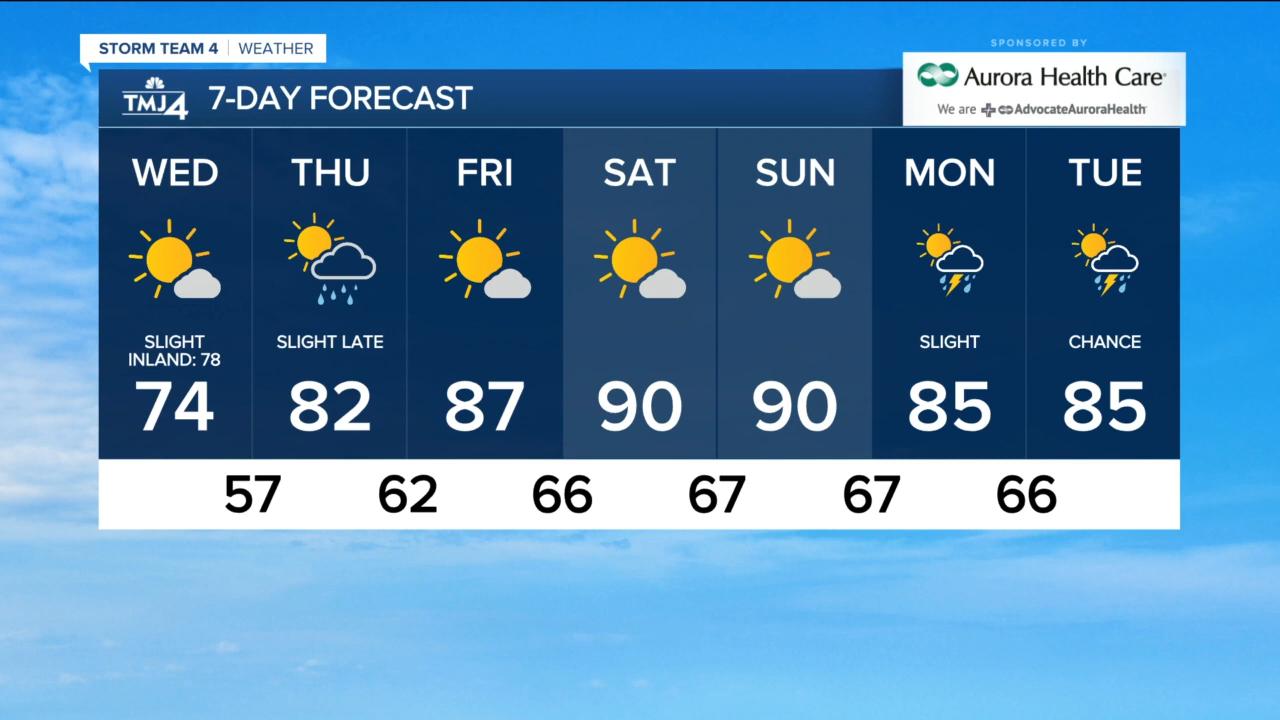 STORM TEAM 4 | WEATHER
SPONSORED BY
Aurora Health Care®
We are AdvocateAuroraHealth
TMJ4
7-DAY FORECAST
WED THU FRI SAT SUN MON TUE
SLIGHT INLAND: 78
SLIGHT LATE
SLIGHT
CHANCE
74 82 87 90 90 85 85
57 62 66 67 67 66